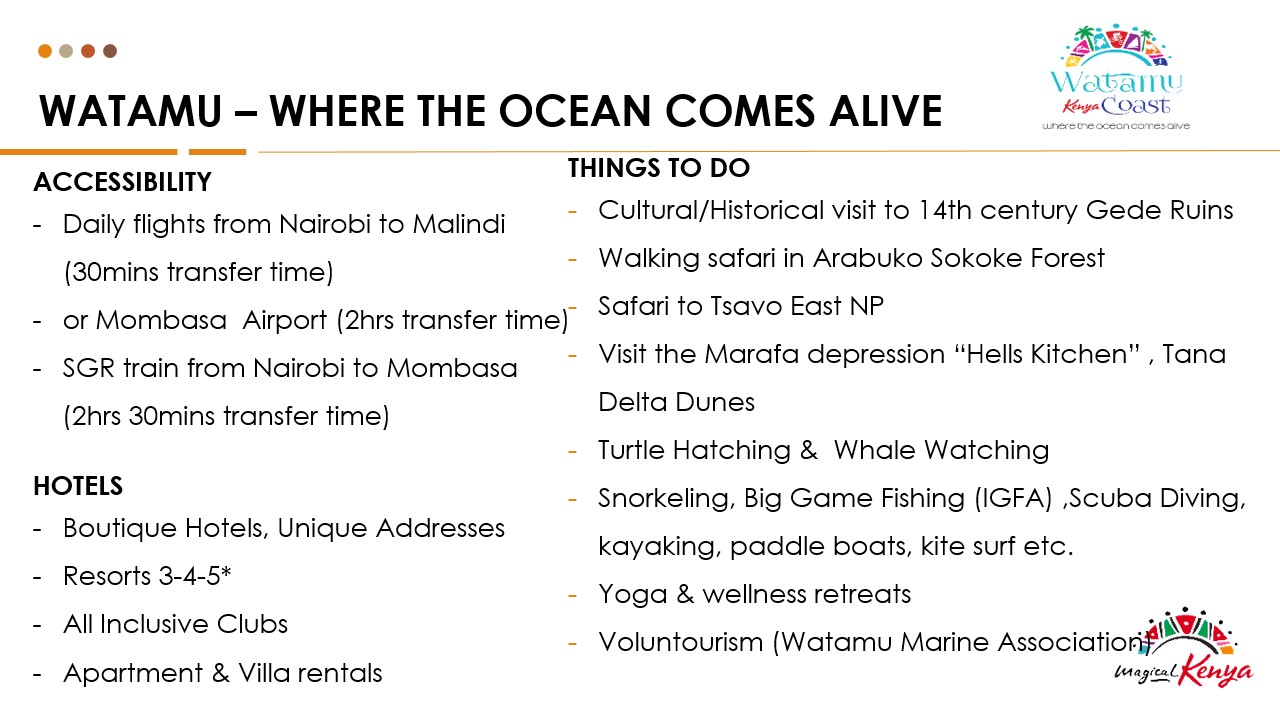 WATAMU – WHERE THE OCEAN COMES ALIVE
Watamu
Kenya Coast
where the ocean comes alive
ACCESSIBILITY
- Daily flights from Nairobi to Malindi
(30mins transfer time)
- or Mombasa  Airport (2hrs transfer time)
- SGR train from Nairobi to Mombasa
(2hrs 30mins transfer time)
HOTELS
- Boutique Hotels, Unique Addresses
- Resorts 3-4-5*
- All Inclusive Clubs
- Apartment & Villa rentals
THINGS TO DO
- Cultural/Historical visit to 14th century Gede Ruins
- Walking safari in Arabuko Sokoke Forest
- Safari to Tsavo East NP
- Visit the Marafa depression “Hells Kitchen” , Tana
Delta Dunes
- Turtle Hatching &  Whale Watching
- Snorkeling, Big Game Fishing (IGFA) ,Scuba Diving,
kayaking, paddle boats, kite surf etc.
- Yoga & wellness retreats
- Voluntourism (Watamu Marine Association)
Magical Kenya